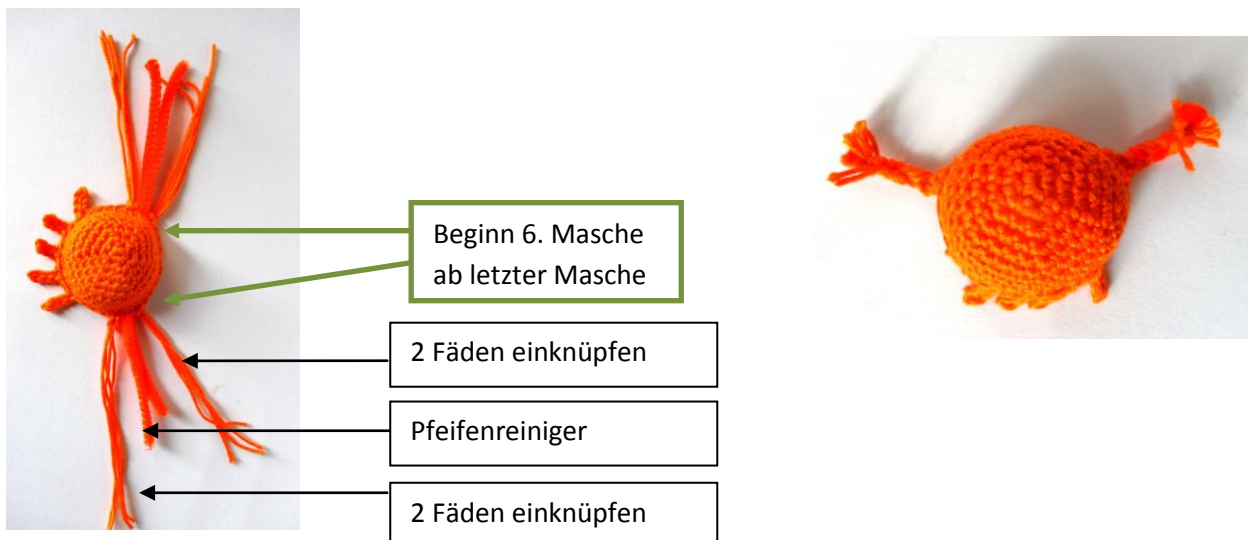 Beginn 6. Masche
ab letzter Masche
2 Fäden einknüpfen
Pfeifenreiniger
2 Fäden einknüpfen